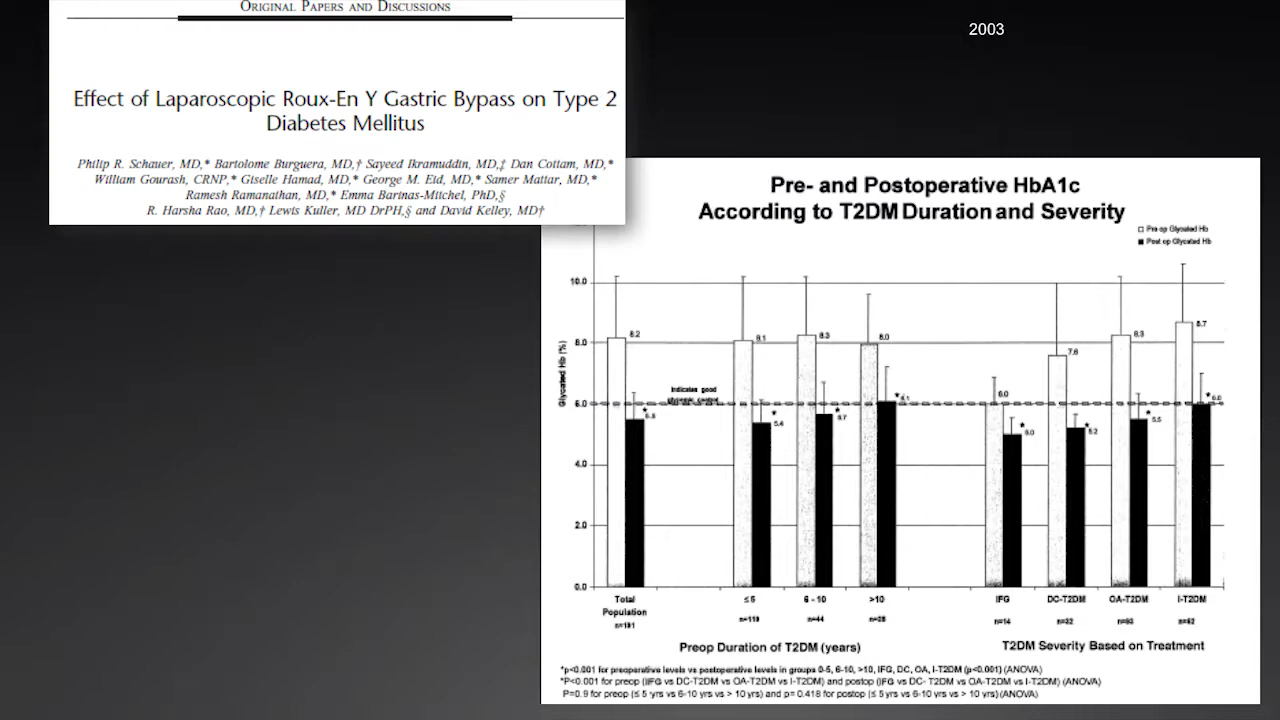 ORIGINAL PAPERS AND DISCUSSIONS
2003
Effect of Laparoscopic Roux-En Y Gastric Bypass on Type 2
Diabetes Mellitus
Philip R. Schauer, MD,* Bartolome Burguera, MD,† Sayeed Ikramuddin, MD,‡ Dan Cottam, MD,*
William Gourash, CRNP,* Giselle Hamad, MD,* George M. Eid, MD,* Samer Mattar, MD,*
Ramesh Ramanathan, MD,* Emma Barinas-Mitchel, PhD,§
R. Harsha Rao, MD,† Lewis Kuller, MD DrPH,§ and David Kelley, MD†
Pre- and Postoperative HbA1c
According to T2DM Duration and Severity
Pre op Glycated Hb
Post op Glycated Hb
Glycated Hb (%)
10.0
8.0
6.0
4.0
2.0
0.0
Indicates good
glycemic control
8.2
* 5.5
8.1
* 5.4
8.3
* 5.7
8.0
* 6.1
6.0
* 5.0
7.6
* 5.2
8.3
* 5.5
8.7
* 6.0
Total Population n=191
≤ 5 n=119
6 - 10 n=44
>10 n=28
IFG n=14
DC-T2DM n=32
OA-T2DM n=93
I-T2DM n=52
Preop Duration of T2DM (years)
T2DM Severity Based on Treatment
*p<0.001 for preoperative levels vs postoperative levels in groups 0-5, 6-10, >10, IFG, DC, OA, I-T2DM (p<0.001) (ANOVA)
*P<0.001 for preop (IFG vs DC-T2DM vs OA-T2DM vs I-T2DM) and postop (IFG vs DC- T2DM vs OA-T2DM vs I-T2DM) (ANOVA)
P=0.9 for preop (≤ 5 yrs vs 6-10 yrs vs > 10 yrs) and p= 0.418 for postop (≤ 5 yrs vs 6-10 yrs vs > 10 yrs) (ANOVA)